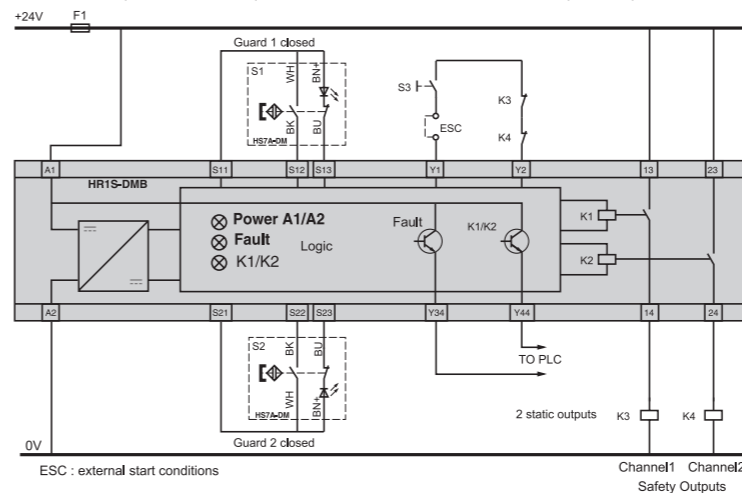 +24V F1
Guard 1 closed
S1
WH
BN+
BK
BU
HS7A-DM
S3
ESC
K3
K4
A1 S11 S12 S13 Y1 Y2 13 23
HR1S-DMB
Power A1/A2
Fault
K1/K2
Logic
Fault
K1/K2
K1
K2
A2 S21 S22 S23 Y34 Y44 14 24
S2
BK
BU
WH
BN+
HS7A-DM
Guard 2 closed
TO PLC
2 static outputs
K3
K4
0V
ESC : external start conditions
Channel1 Channel2
Safety Outputs